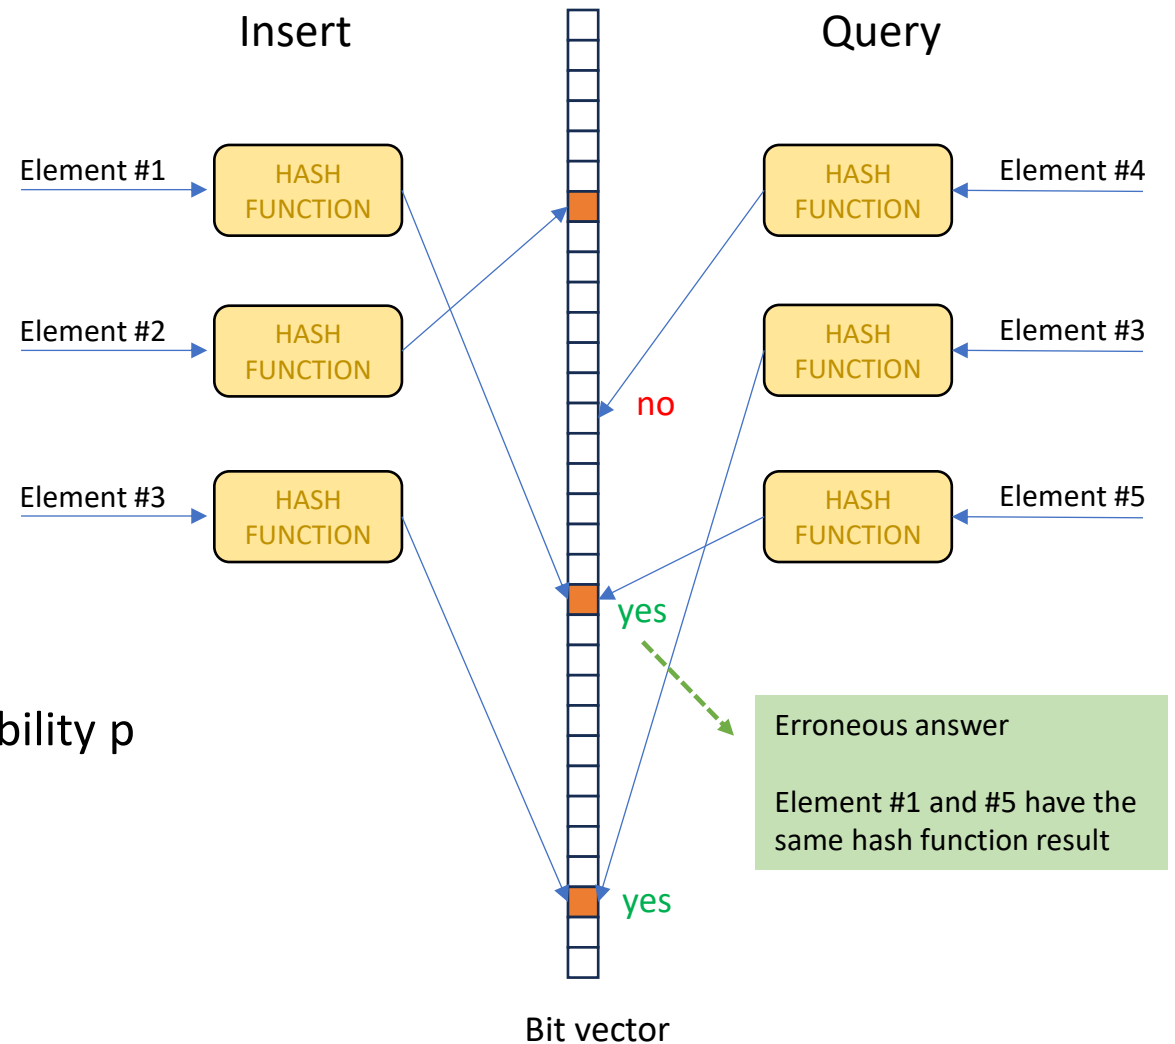 Insert
Query
Element #1
HASH
FUNCTION
HASH
FUNCTION
Element #4
Element #2
HASH
FUNCTION
HASH
FUNCTION
Element #3
no
Element #3
HASH
FUNCTION
HASH
FUNCTION
Element #5
yes
bility p
Erroneous answer
Element #1 and #5 have the
same hash function result
yes
Bit vector